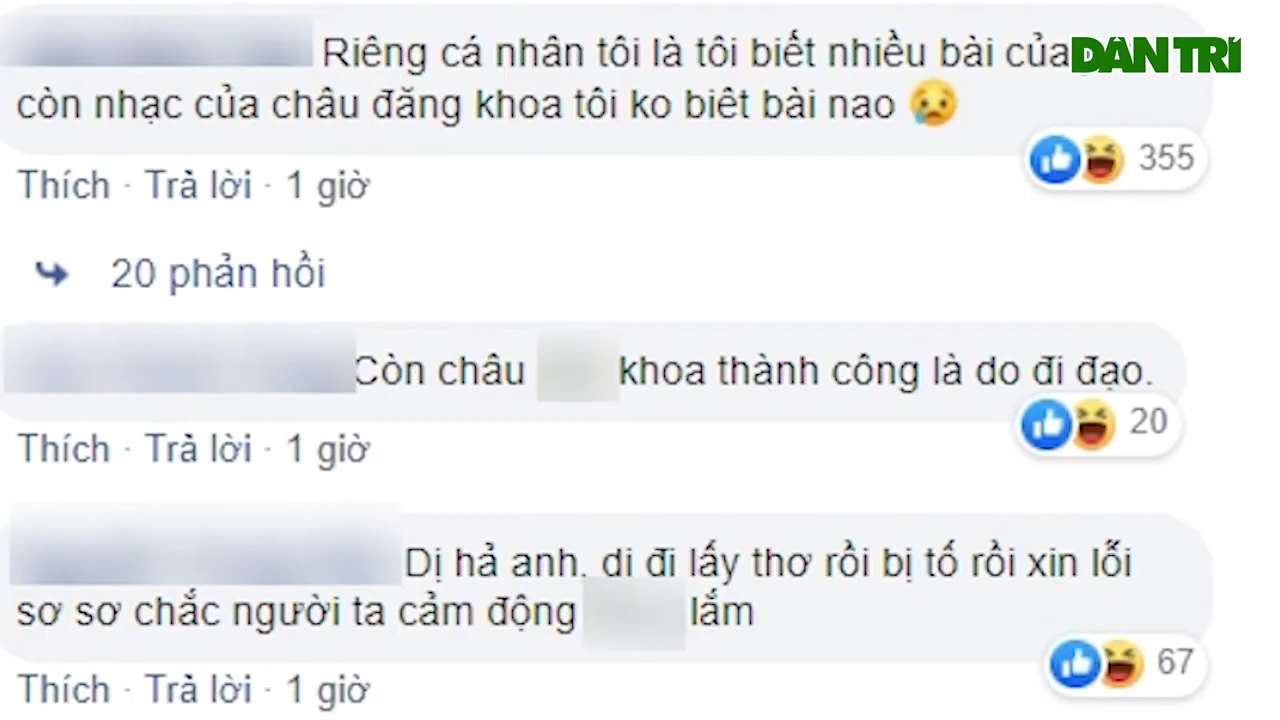 Riêng cá nhân tôi là tôi biết nhiều bài của
DÂN TRÍ
còn nhạc của châu đăng khoa tôi ko biêt bài nao
355
Thích · Trả lời · 1 giờ
20 phản hồi
Còn châu khoa thành công là do đi đạo.
20
Thích · Trả lời · 1 giờ
Dị hả anh. di đi lấy thơ rồi bị tố rồi xin lỗi
sơ sơ chắc người ta cảm động lắm
67
Thích · Trả lời · 1 giờ